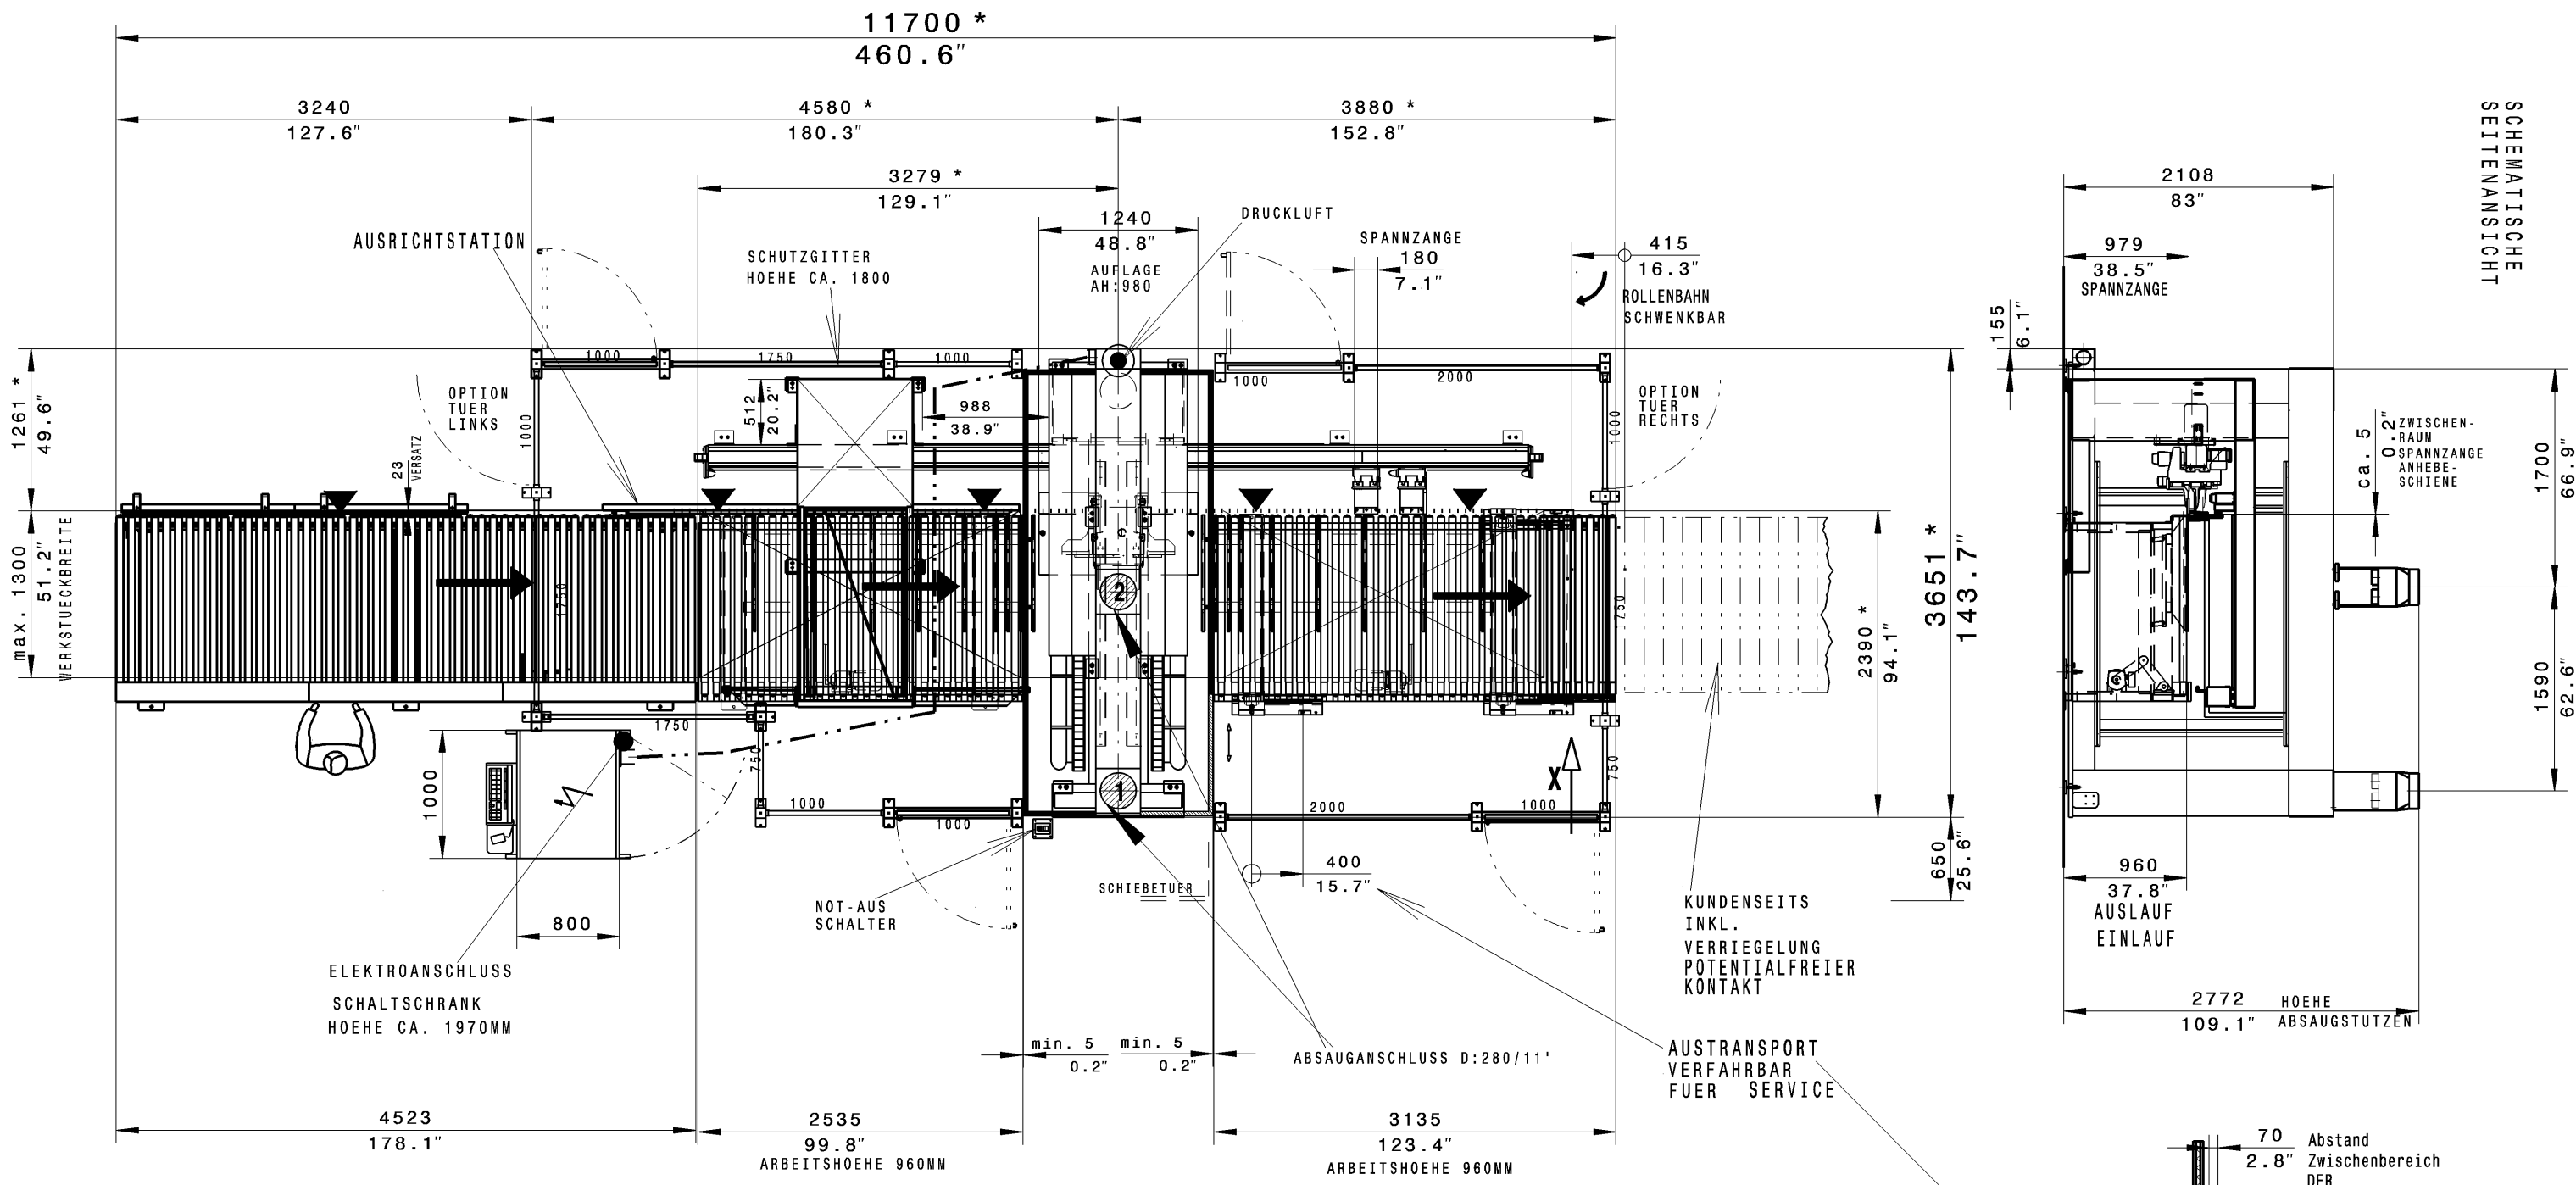 11700 *
460.6"
3240
127.6"
4580 *
180.3"
3880 *
152.8"
3279 *
129.1"
1240
48.8"
AUFLAGE
AH:980
DRUCKLUFT
SPANNZANGE
180
7.1"
415
16.3"
ROLLENBAHN
SCHWENKBAR
AUSRICHTSTATION
SCHUTZGITTER
HOEHE CA. 1800
1000
1750
1000
1000
2000
OPTION
TUER
LINKS
1000
512
20.2"
988
38.9"
OPTION
TUER
RECHTS
1000
1261 *
49.6"
23
VERSATZ
max. 1300
51.2"
WERKSTUECKBREITE
1750
2
1750
2390 *
94.1"
3651 *
143.7"
1750
750
1000
1000
1000
1
X
2000
1000
750
650
25.6"
400
15.7"
SCHIEBETUER
NOT-AUS
SCHALTER
800
ELEKTROANSCHLUSS
SCHALTSCHRANK
HOEHE CA. 1970MM
KUNDENSEITS
INKL.
VERRIEGELUNG
POTENTIALFREIER
KONTAKT
min. 5
0.2"
min. 5
0.2"
ABSAUGANSCHLUSS D:280/11"
AUSTRANSPORT
VERFAHRBAR
FUER SERVICE
4523
178.1"
2535
99.8"
ARBEITSHOEHE 960MM
3135
123.4"
ARBEITSHOEHE 960MM
SCHEMATISCHE
SEITENANSICHT
2108
83"
979
38.5"
SPANNZANGE
155
6.1"
ca. 5
0.2"
ZWISCHEN-
RAUM
SPANNZANGE
ANHEBE-
SCHIENE
1700
66.9"
1590
62.6"
960
37.8"
AUSLAUF
EINLAUF
2772
109.1"
HOEHE
ABSAUGSTUTZEN
70
2.8"
Abstand
Zwischenbereich
DER